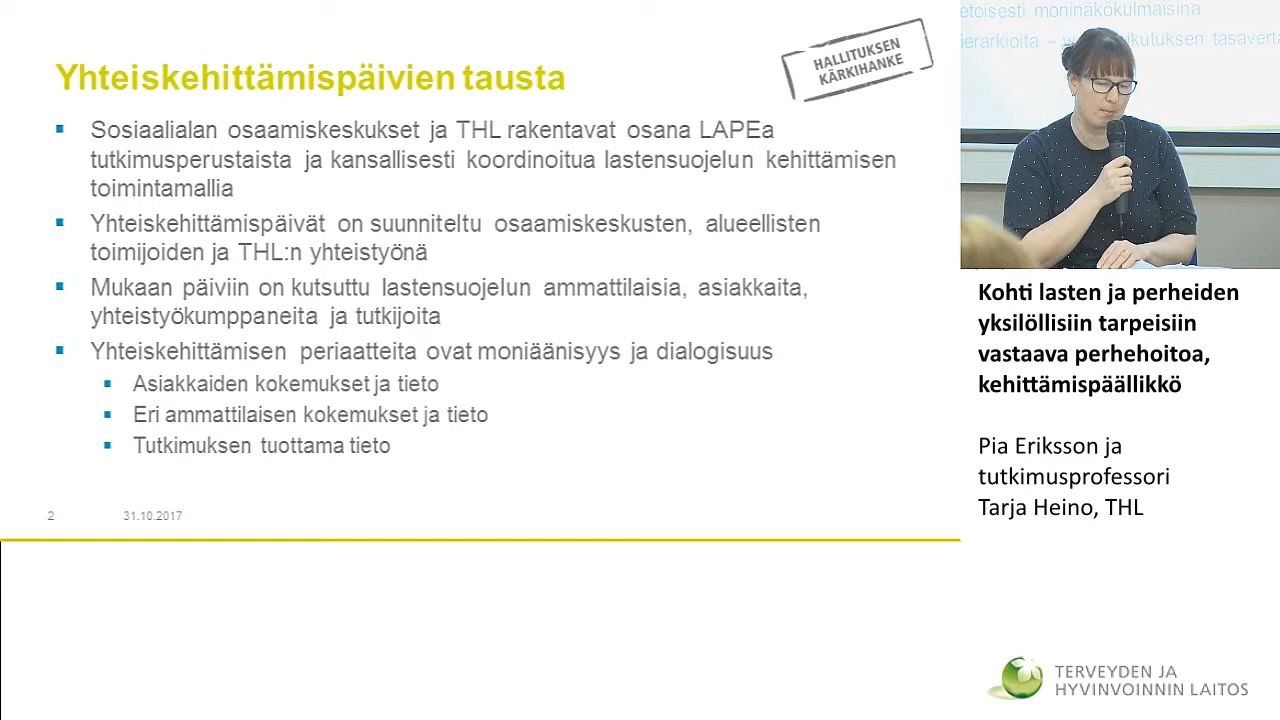 Yhteiskehittämispäivien tausta
HALLITUKSEN
KÄRKIHANKE
▪ Sosiaalialan osaamiskeskukset ja THL rakentavat osana LAPEa
tutkimusperustaista ja kansallisesti koordinoitua lastensuojelun kehittämisen
toimintamallia
▪ Yhteiskehittämispäivät on suunniteltu osaamiskeskusten, alueellisten
toimijoiden ja THL:n yhteistyönä
▪ Mukaan päiviin on kutsuttu lastensuojelun ammattilaisia, asiakkaita,
yhteistyökumppaneita ja tutkijoita
▪ Yhteiskehittämisen periaatteita ovat moniäänisyys ja dialogisuus
▪ Asiakkaiden kokemukset ja tieto
▪ Eri ammattilaisen kokemukset ja tieto
▪ Tutkimuksen tuottama tieto
2 31.10.2017
etoisesti moninäkökulmaisina
ierarkioita –
Kohti lasten ja perheiden
yksilöllisiin tarpeisiin
vastaava perhehoitoa,
kehittämispäällikkö
Pia Eriksson ja
tutkimusprofessori
Tarja Heino, THL
TERVEYDEN JA
HYVINVOINNIN LAITOS